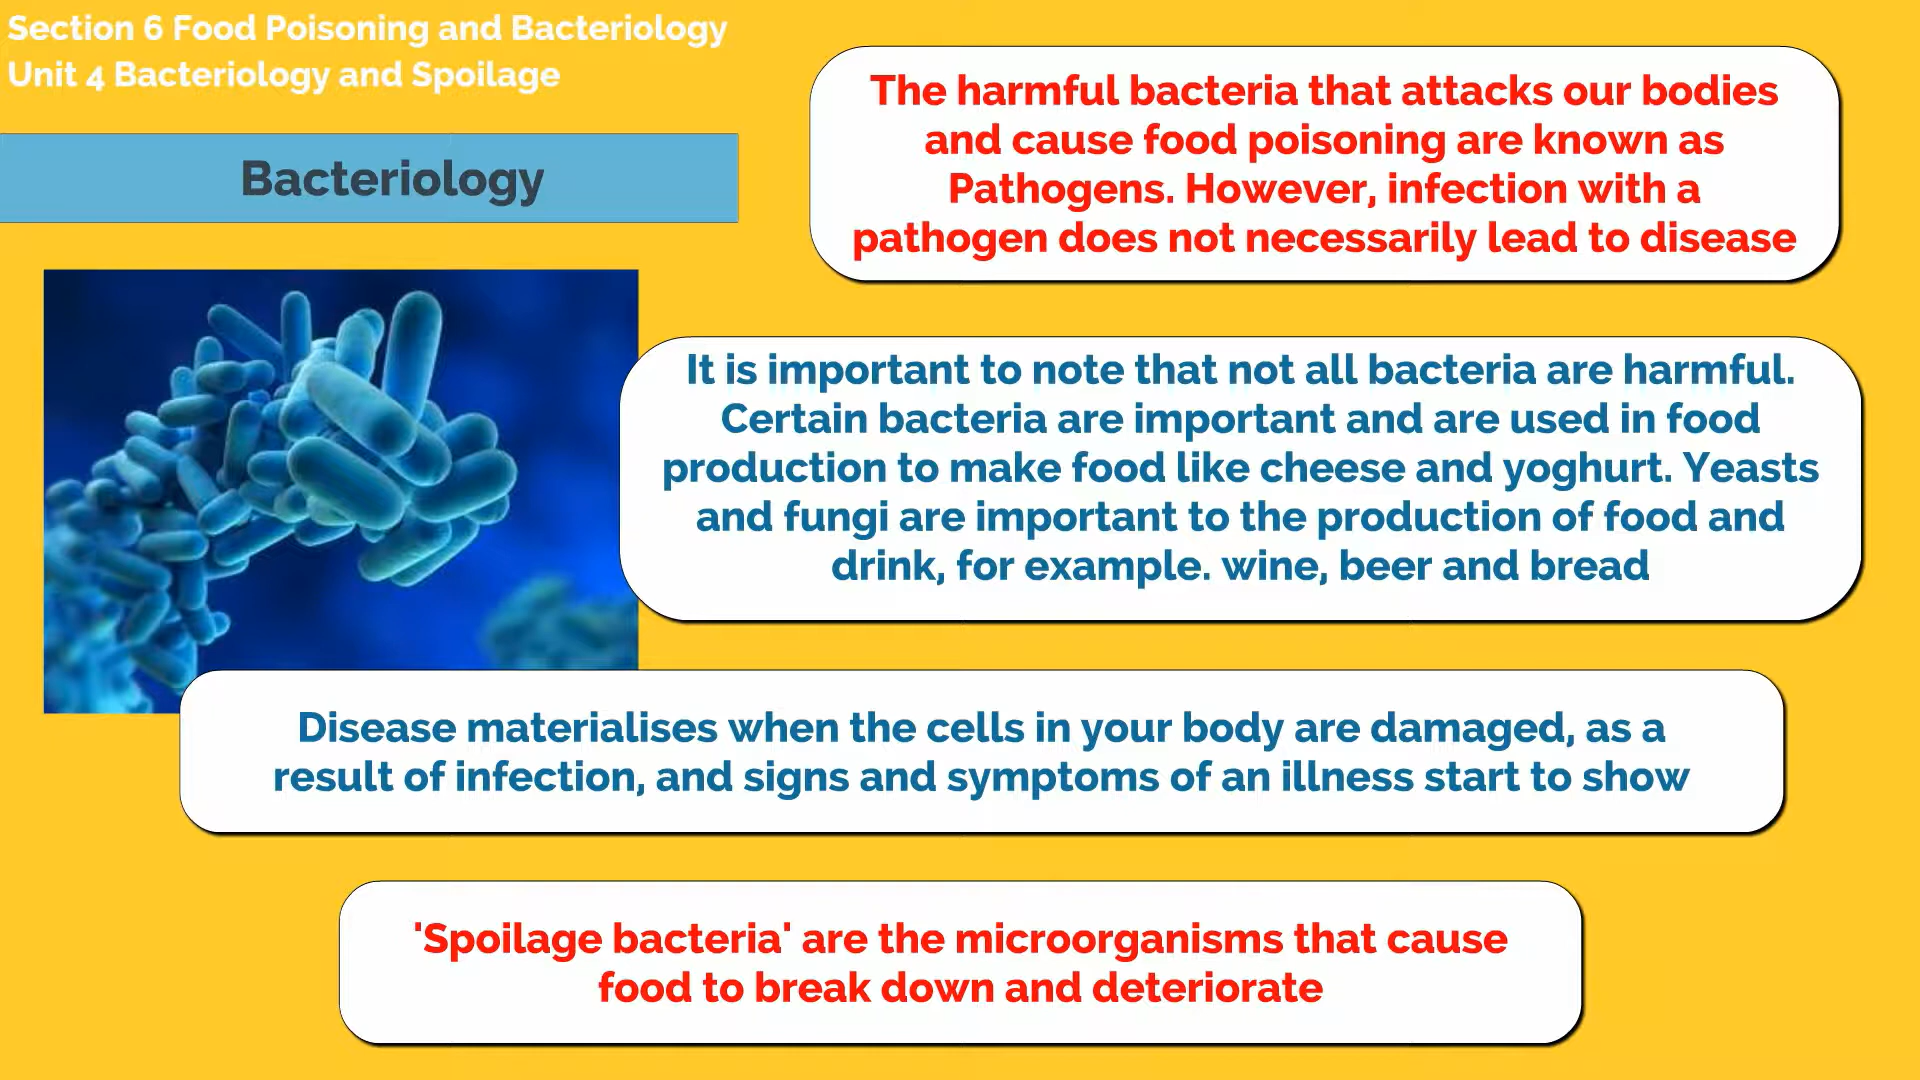 Section 6 Food Poisoning and Bacteriology
Unit 4 Bacteriology and Spoilage
Bacteriology
The harmful bacteria that attacks our bodies
and cause food poisoning are known as
Pathogens. However, infection with a
pathogen does not necessarily lead to disease
It is important to note that not all bacteria are harmful.
Certain bacteria are important and are used in food
production to make food like cheese and yoghurt. Yeasts
and fungi are important to the production of food and
drink, for example. wine, beer and bread
Disease materialises when the cells in your body are damaged, as a
result of infection, and signs and symptoms of an illness start to show
'Spoilage bacteria' are the microorganisms that cause
food to break down and deteriorate